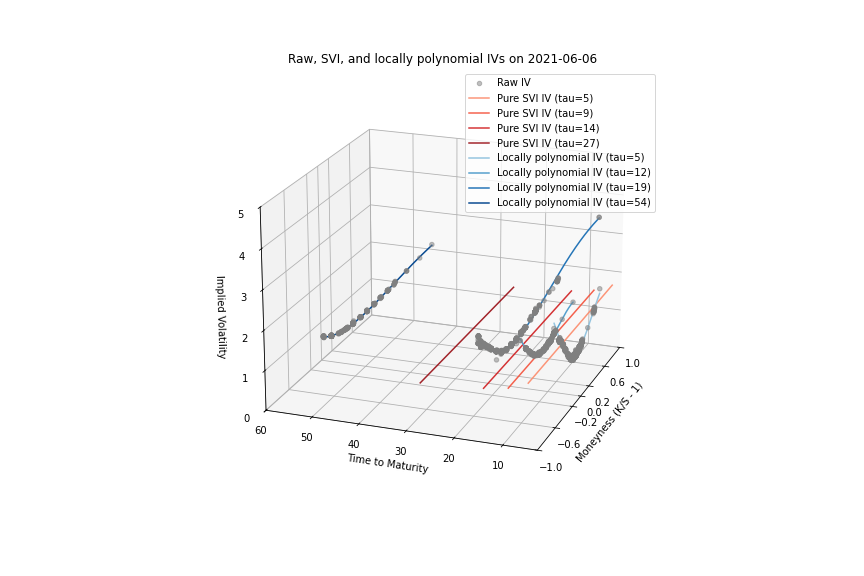 Raw, SVI, and locally polynomial IVs on 2021-06-06
Raw IV
Pure SVI IV (tau=5)
Pure SVI IV (tau=9)
Pure SVI IV (tau=14)
Pure SVI IV (tau=27)
Locally polynomial IV (tau=5)
Locally polynomial IV (tau=12)
Locally polynomial IV (tau=19)
Locally polynomial IV (tau=54)
5
4
3
2
1
0
Implied Volatility
60
50
40
30
20
10
Time to Maturity
−1.0
−0.6
−0.2
0.0
0.2
0.6
1.0
Moneyness (K/S - 1)